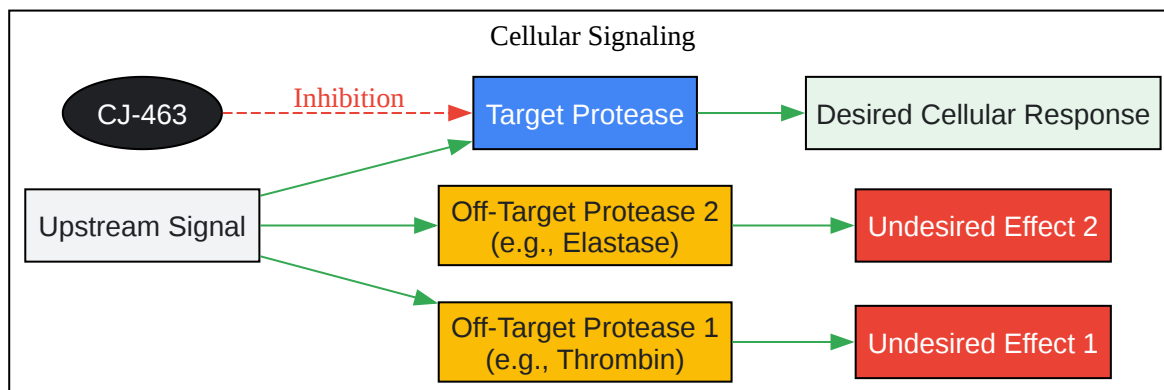 Cellular Signaling
CJ-463
Inhibition
Target Protease
Desired Cellular Response
Upstream Signal
Off-Target Protease 2
(e.g., Elastase)
Undesired Effect 2
Off-Target Protease 1
(e.g., Thrombin)
Undesired Effect 1